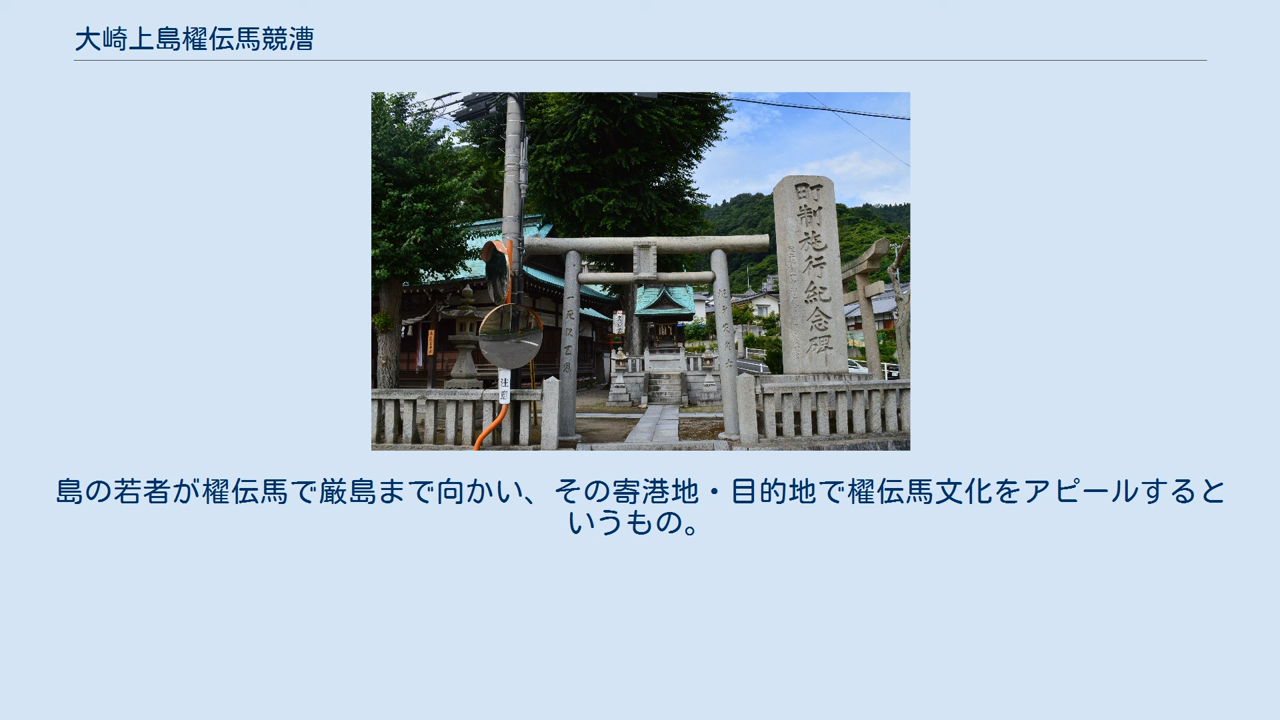 大崎上島櫂伝馬競漕
町制施行紀念碑
注意
島の若者が櫂伝馬で厳島まで向かい、その寄港地・目的地で櫂伝馬文化をアピールすると
いうもの。